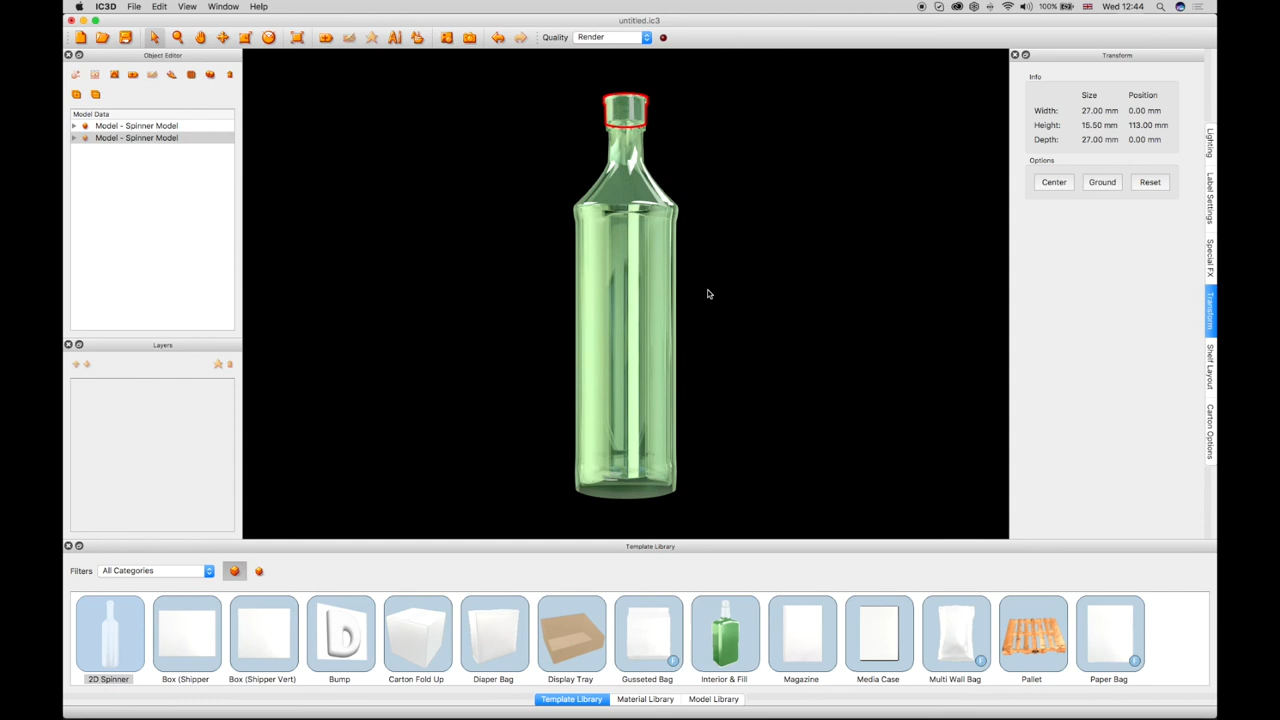 IC3D File Edit View Window Help 100% Wed 12:44
untitled.ic3
Quality Render
Object Editor
Model Data
Model - Spinner Model
Model - Spinner Model
Layers
Transform
Info
Size Position
Width: 27.00 mm 0.00 mm
Height: 15.50 mm 113.00 mm
Depth: 27.00 mm 0.00 mm
Options
Center Ground Reset
Lighting
Label Settings
Special FX
Transform
Shelf Layout
Carton Options
Template Library
Filters All Categories
2D Spinner Box (Shipper Box (Shipper Vert) Bump Carton Fold Up Diaper Bag Display Tray Gusseted Bag Interior & Fill Magazine Media Case Multi Wall Bag Pallet Paper Bag
Template Library Material Library Model Library